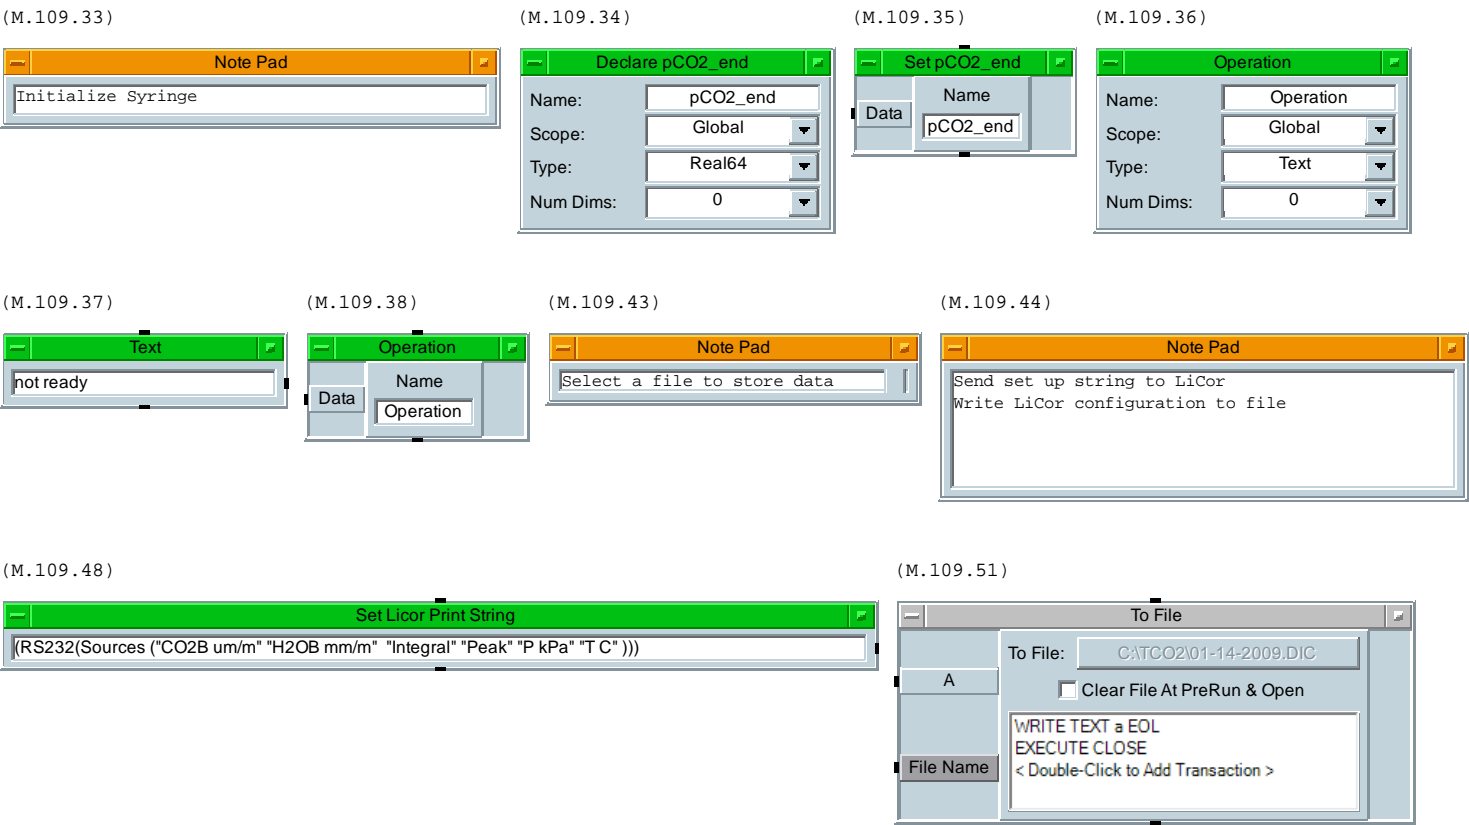 (M.109.33)
(M.109.34)
(M.109.35)
(M.109.36)
Note Pad
Initialize Syringe
Declare pCO2_end
Name: pCO2_end
Scope: Global
Type: Real64
Num Dims: 0
Set pCO2_end
Data
Name
pCO2_end
Operation
Name: Operation
Scope: Global
Type: Text
Num Dims: 0
(M.109.37)
(M.109.38)
(M.109.43)
(M.109.44)
Text
not ready
Operation
Data
Name
Operation
Note Pad
Select a file to store data
Note Pad
Send set up string to LiCor
Write LiCor configuration to file
(M.109.48)
(M.109.51)
Set Licor Print String
(RS232(Sources ("CO2B um/m" "H2OB mm/m"  "Integral" "Peak" "P kPa" "T C" )))
To File
To File: C:\TCO2\01-14-2009.DIC
A
Clear File At PreRun & Open
WRITE TEXT a EOL
EXECUTE CLOSE
File Name
< Double-Click to Add Transaction >